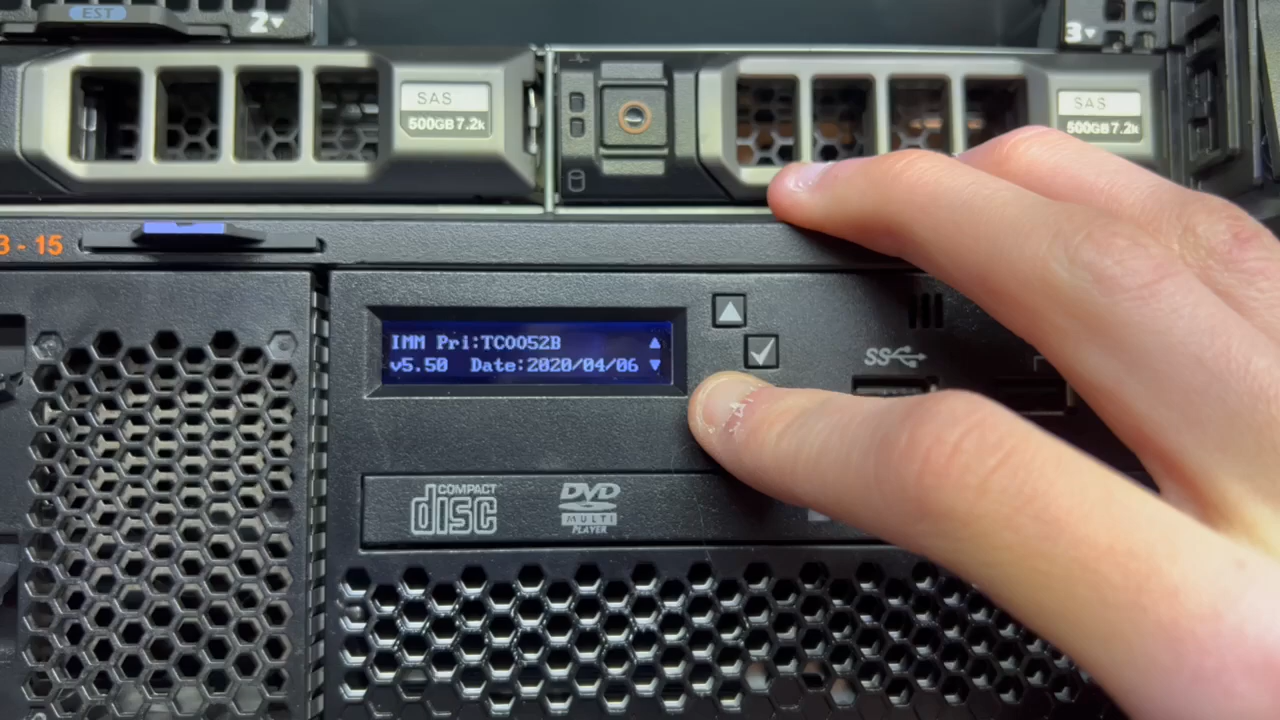 EST
2
3
SAS
500GB 7.2k
SAS
500GB 7.2k
3 - 15
IMM Pri:TC0052B
v5.50 Date:2020/04/06
SS
COMPACT
disc
DVD
MULTI
PLAYER